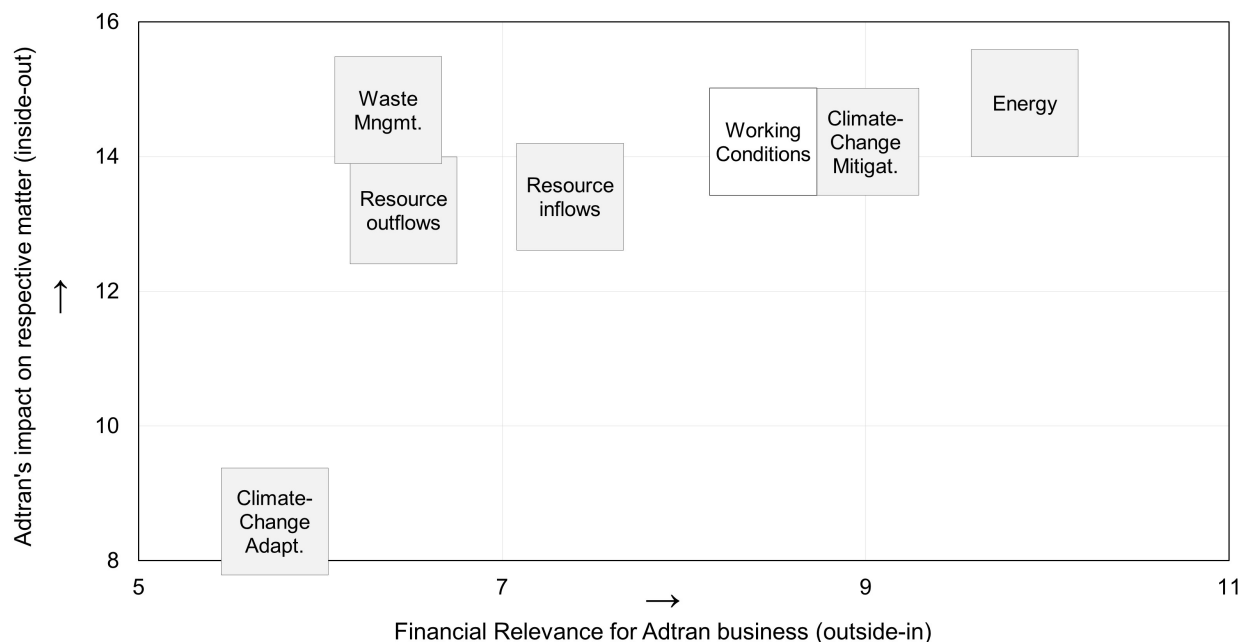 Adtran's impact on respective matter (inside-out)
→
16
14
12
10
8
Waste
Mngmt.
Resource
outflows
Resource
inflows
Working
Conditions
Climate-
Change
Mitigat.
Energy
Climate-
Change
Adapt.
5
7
9
11
→
Financial Relevance for Adtran business (outside-in)